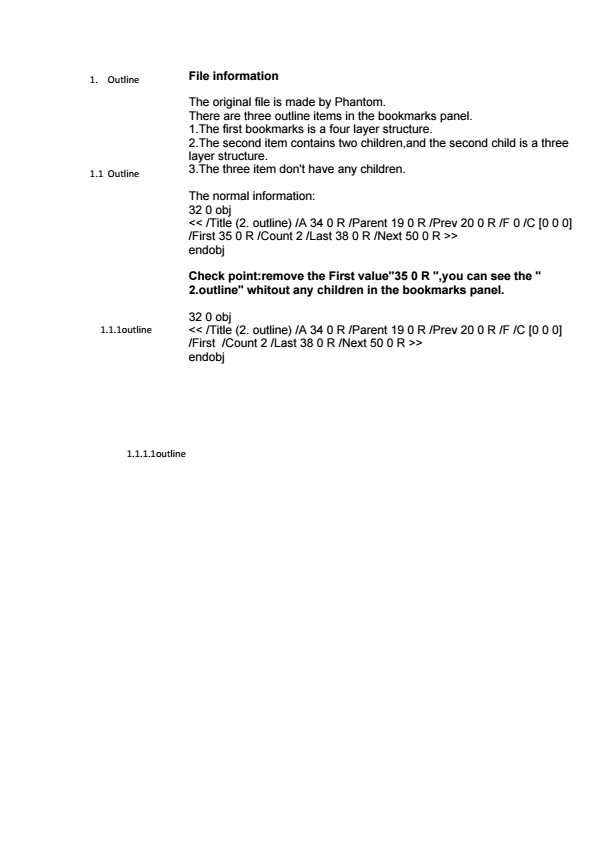 1. Outline
File information
The original file is made by Phantom.
There are three outline items in the bookmarks panel.
1.The first bookmarks is a four layer structure.
2.The second item contains two children,and the second child is a three
layer structure.
3.The three item don't have any children.
1.1 Outline
The normal information:
32 0 obj
<< /Title (2. outline) /A 34 0 R /Parent 19 0 R /Prev 20 0 R /F 0 /C [0 0 0]
/First 35 0 R /Count 2 /Last 38 0 R /Next 50 0 R >>
endobj
Check point:remove the First value"35 0 R ",you can see the "
2.outline" whitout any children in the bookmarks panel.
32 0 obj
<< /Title (2. outline) /A 34 0 R /Parent 19 0 R /Prev 20 0 R /F /C [0 0 0]
/First  /Count 2 /Last 38 0 R /Next 50 0 R >>
endobj
1.1.1outline
1.1.1.1outline